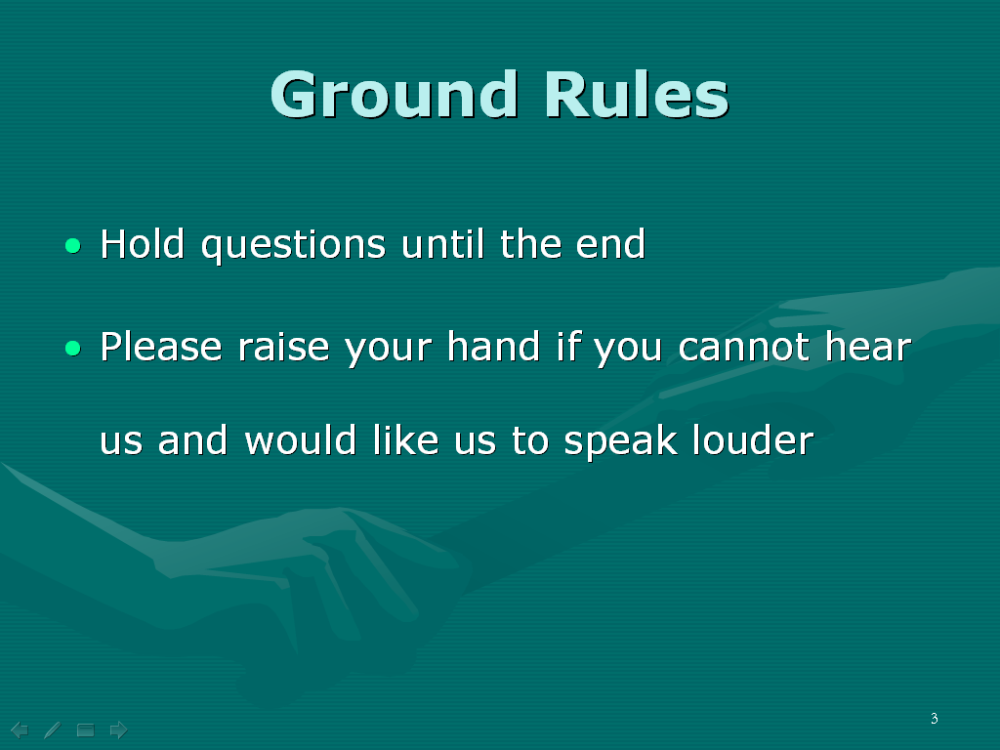 Ground Rules
• Hold questions until the end
• Please raise your hand if you cannot hear
us and would like us to speak louder
3